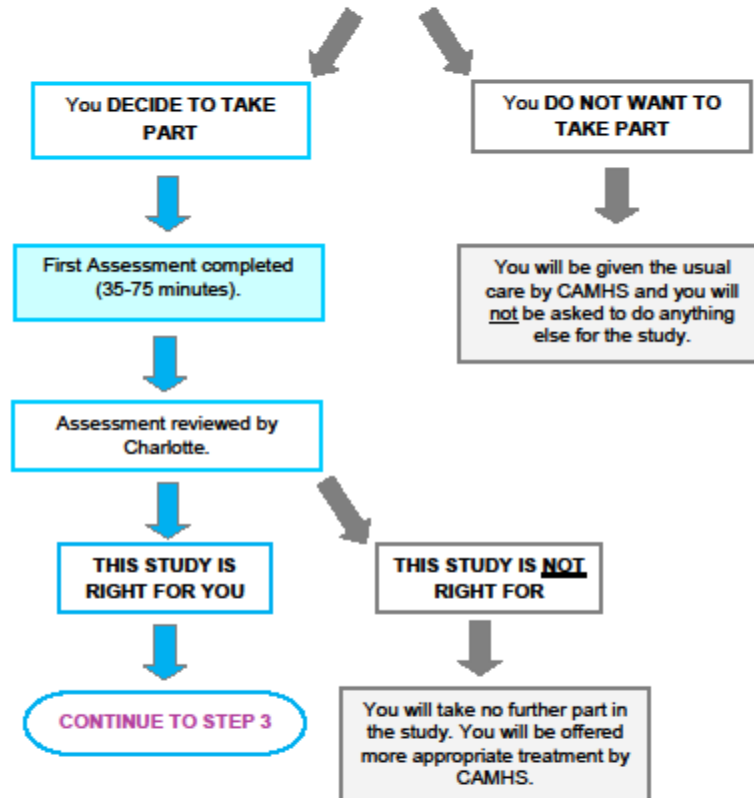 You DECIDE TO TAKE
PART
You DO NOT WANT TO
TAKE PART
First Assessment completed
(35-75 minutes).
You will be given the usual
care by CAMHS and you will
not be asked to do anything
else for the study.
Assessment reviewed by
Charlotte.
THIS STUDY IS
RIGHT FOR YOU
THIS STUDY IS NOT
RIGHT FOR
CONTINUE TO STEP 3
You will take no further part in
the study. You will be offered
more appropriate treatment by
CAMHS.